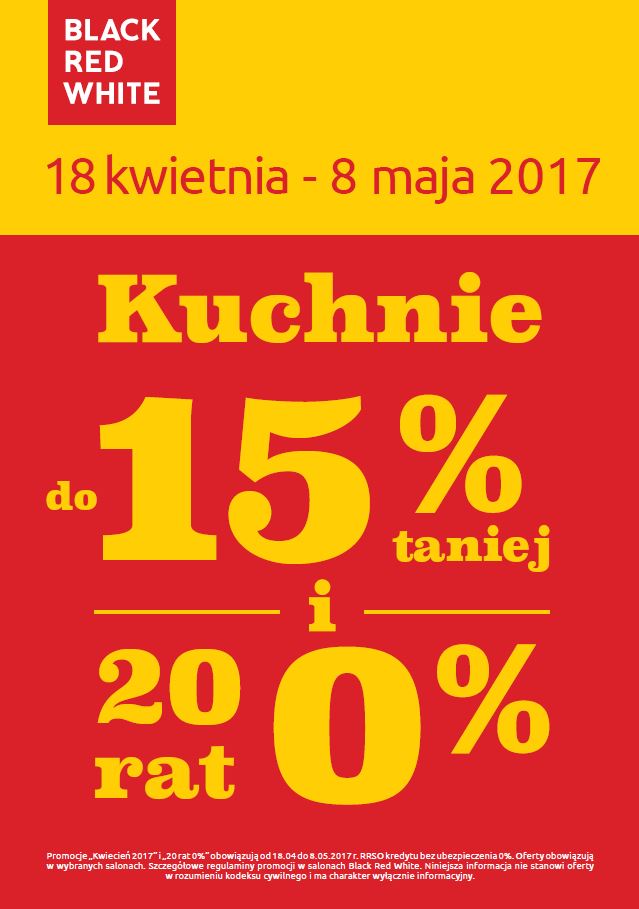 BLACK
RED
WHITE
18 kwietnia - 8 maja 2017
Kuchnie
do 15%
taniej
i
20 rat 0%
Promocje „Kwiecień 2017” i „20 rat 0%” obowiązują od 18.04 do 8.05.2017 r. RRSO kredytu bez ubezpieczenia 0%. Oferty obowiązują
w wybranych salonach. Szczegółowe regulaminy promocji w salonach Black Red White. Niniejsza informacja nie stanowi oferty
w rozumieniu kodeksu cywilnego i ma charakter wyłącznie informacyjny.